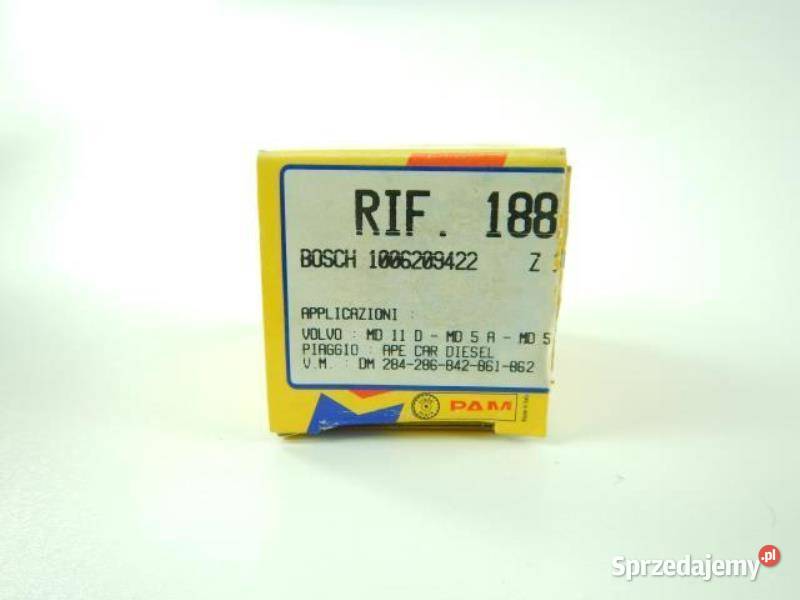 RIF. 188
BOSCH 1006209422 Z
APPLICAZIONI :
VOLVO : MD 11 D - MD 5 A - MD 5
PIAGGIO : APE CAR DIESEL
V.M. : DM 284-286-842-861-862
PAM
Sprzedajemy.pl